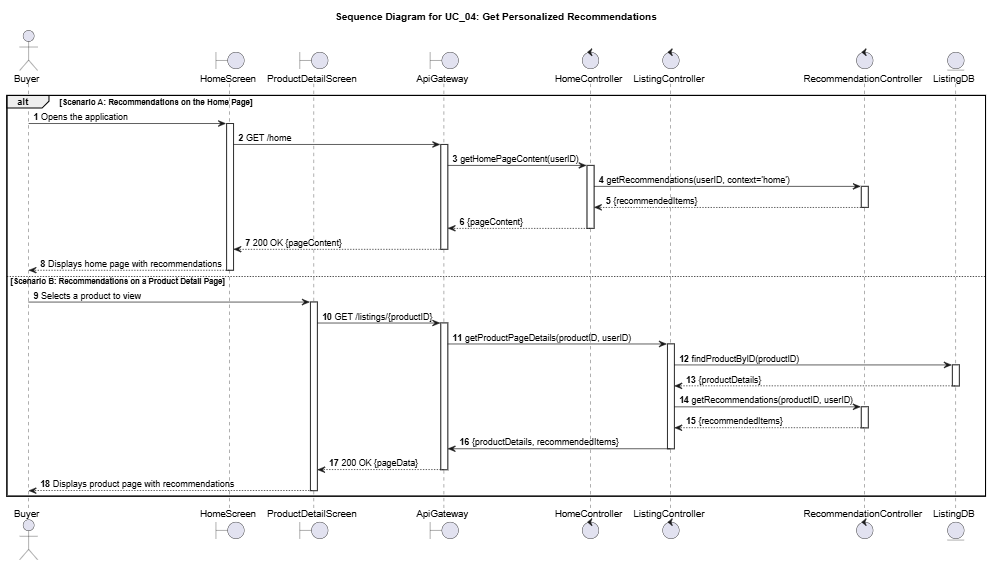 Sequence Diagram for UC_04: Get Personalized Recommendations
Buyer HomeScreen ProductDetailScreen ApiGateway HomeController ListingController RecommendationController ListingDB
alt [Scenario A: Recommendations on the Home Page]
1 Opens the application
2 GET /home
3 getHomePageContent(userID)
4 getRecommendations(userID, context='home')
5 {recommendedItems}
6 {pageContent}
7 200 OK {pageContent}
8 Displays home page with recommendations
[Scenario B: Recommendations on a Product Detail Page]
9 Selects a product to view
10 GET /listings/{productID}
11 getProductPageDetails(productID, userID)
12 findProductByID(productID)
13 {productDetails}
14 getRecommendations(productID, userID)
15 {recommendedItems}
16 {productDetails, recommendedItems}
17 200 OK {pageData}
18 Displays product page with recommendations
Buyer HomeScreen ProductDetailScreen ApiGateway HomeController ListingController RecommendationController ListingDB